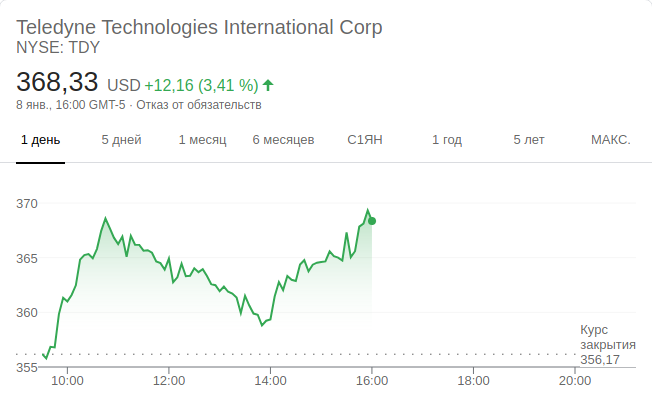 Teledyne Technologies International Corp
NYSE: TDY
368,33 USD +12,16 (3,41 %)
8 янв., 16:00 GMT-5 · Отказ от обязательств
1 день 5 дней 1 месяц 6 месяцев С1ЯН 1 год 5 лет МАКС.
370
365
360
355
Курс
закрытия
356,17
10:00 12:00 14:00 16:00 18:00 20:00